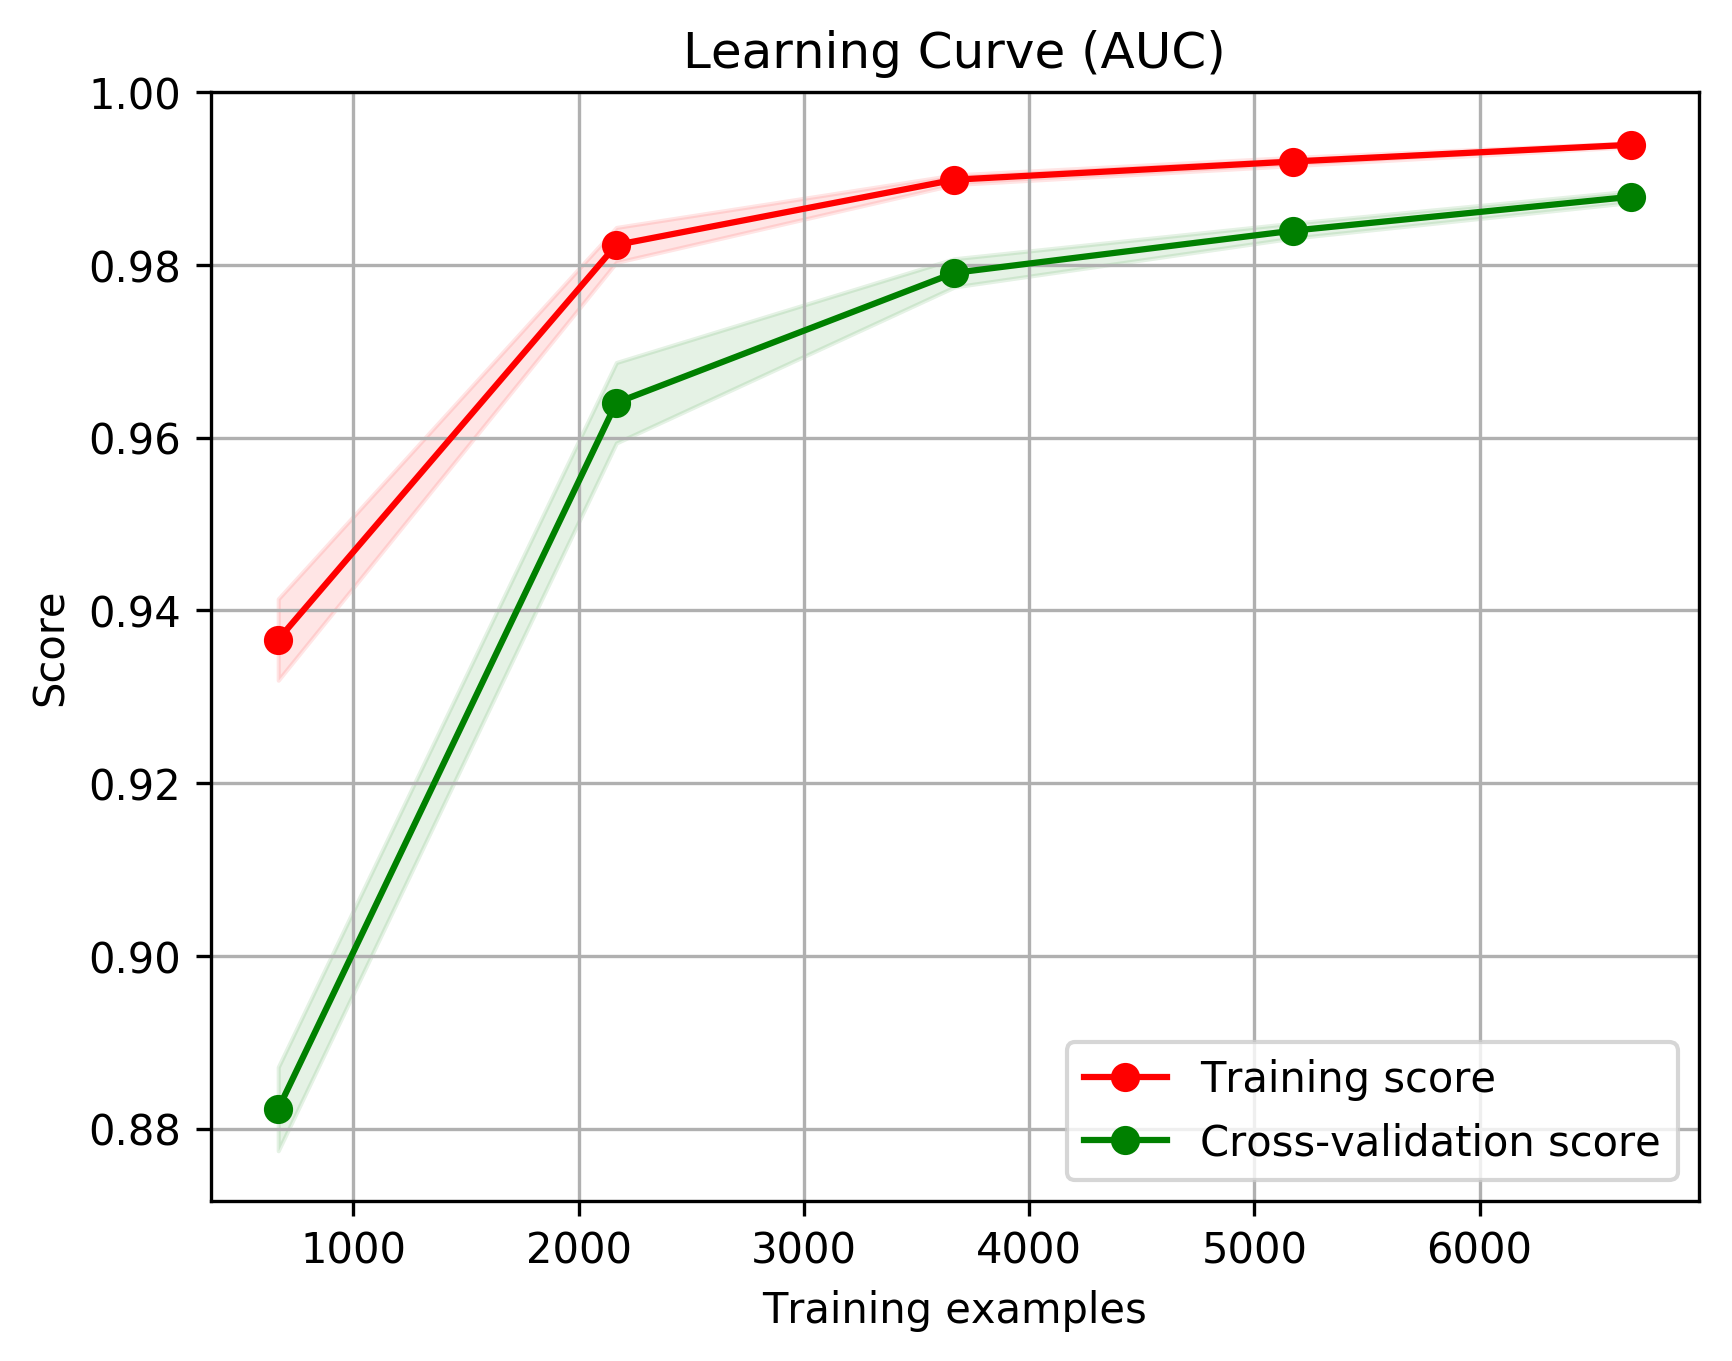 Learning Curve (AUC)
1.00
0.98
0.96
0.94
0.92
0.90
0.88
Score
1000 2000 3000 4000 5000 6000
Training examples
Training score
Cross-validation score